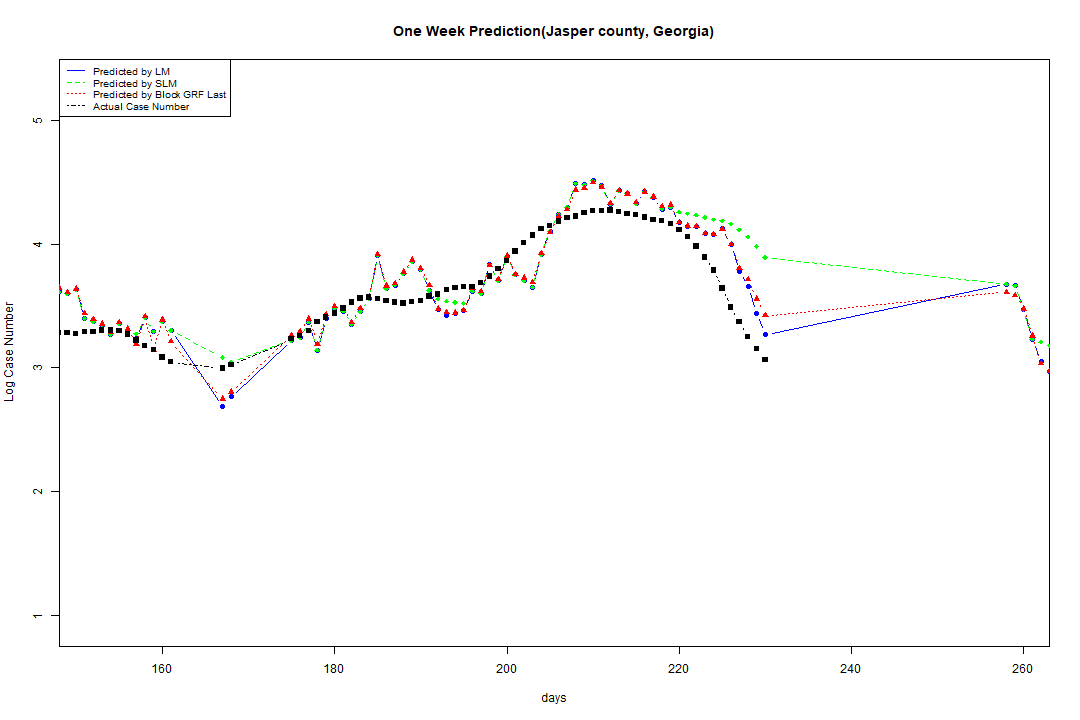 One Week Prediction(Jasper county, Georgia)
Predicted by LM
Predicted by SLM
Predicted by Block GRF Last
Actual Case Number
5
4
3
2
1
Log Case Number
160 180 200 220 240 260
days